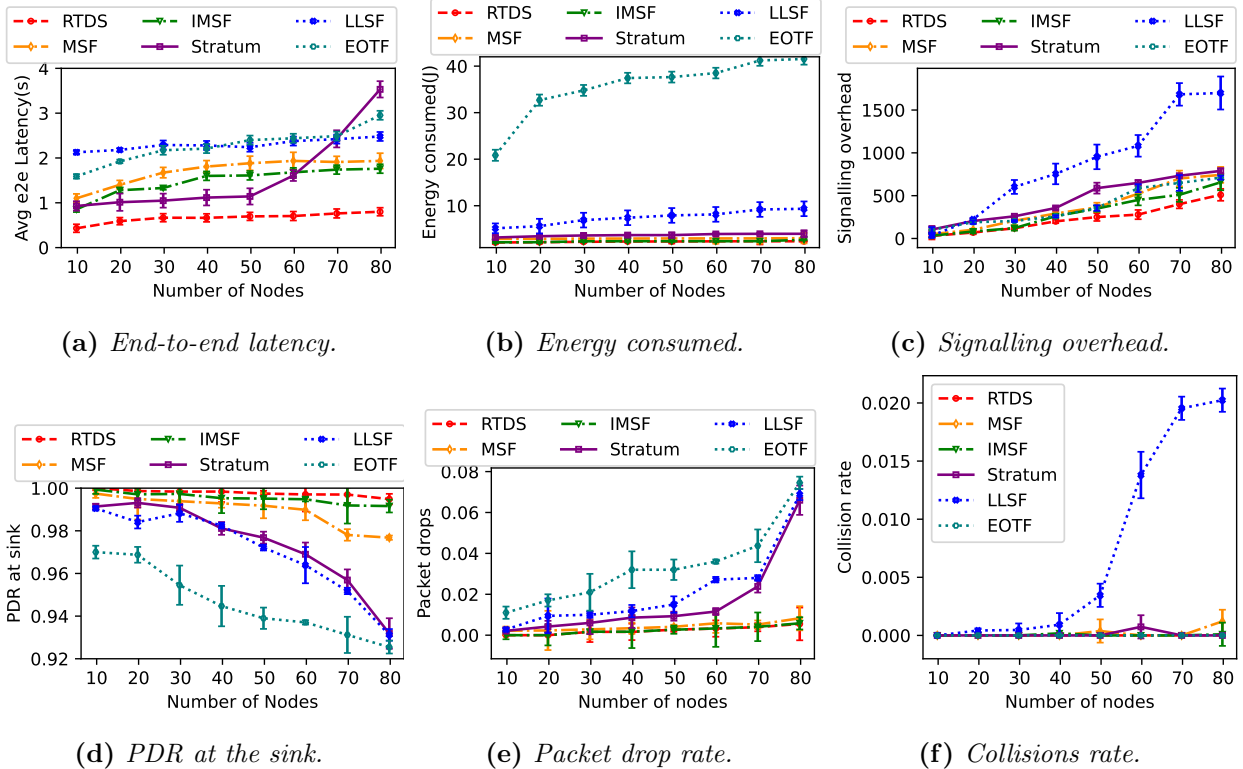 RTDS IMSF LLSF
MSF Stratum EOTF
Avg e2e Latency(s)
4
3
2
1
0
10 20 30 40 50 60 70 80
Number of Nodes
(a) End-to-end latency.
RTDS IMSF LLSF
MSF Stratum EOTF
Energy consumed(J)
40
30
20
10
10 20 30 40 50 60 70 80
Number of Nodes
(b) Energy consumed.
RTDS IMSF LLSF
MSF Stratum EOTF
Signalling overhead
1500
1000
500
0
10 20 30 40 50 60 70 80
Number of Nodes
(c) Signalling overhead.
RTDS IMSF LLSF
MSF Stratum EOTF
PDR at sink
1.00
0.98
0.96
0.94
0.92
10 20 30 40 50 60 70 80
Number of Nodes
(d) PDR at the sink.
RTDS IMSF LLSF
MSF Stratum EOTF
Packet drops
0.08
0.06
0.04
0.02
0.00
10 20 30 40 50 60 70 80
Number of nodes
(e) Packet drop rate.
RTDS
MSF
IMSF
Stratum
LLSF
EOTF
Collision rate
0.020
0.015
0.010
0.005
0.000
10 20 30 40 50 60 70 80
Number of nodes
(f) Collisions rate.